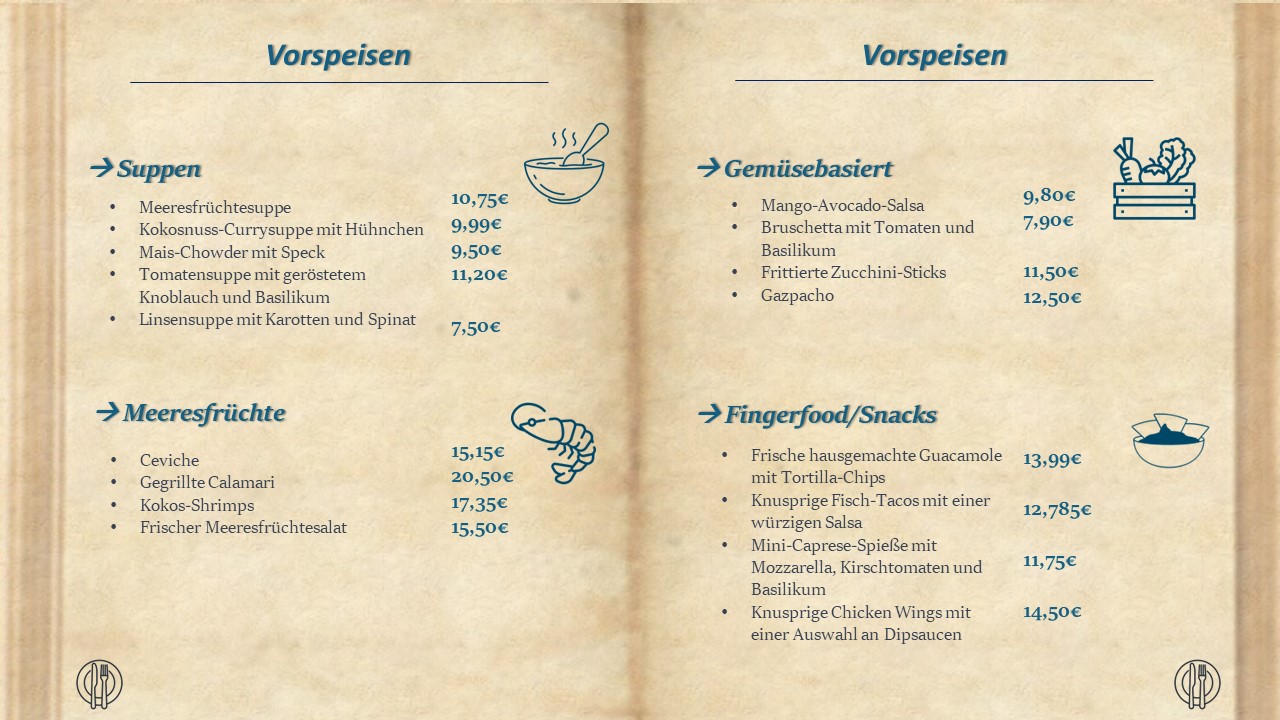 Vorspeisen
→ Suppen
• Meeresfrüchtesuppe 10,75€
• Kokosnuss-Currysuppe mit Hühnchen 9,99€
• Mais-Chowder mit Speck 9,50€
• Tomatensuppe mit geröstetem 11,20€
Knoblauch und Basilikum
• Linsensuppe mit Karotten und Spinat 7,50€
→ Meeresfrüchte
• Ceviche 15,15€
• Gegrillte Calamari 20,50€
• Kokos-Shrimps 17,35€
• Frischer Meeresfrüchtesalat 15,50€
Vorspeisen
→ Gemüsebasiert
• Mango-Avocado-Salsa 9,80€
• Bruschetta mit Tomaten und 7,90€
Basilikum
• Frittierte Zucchini-Sticks 11,50€
• Gazpacho 12,50€
→ Fingerfood/Snacks
• Frische hausgemachte Guacamole 13,99€
mit Tortilla-Chips
• Knusprige Fisch-Tacos mit einer 12,785€
würzigen Salsa
• Mini-Caprese-Spieße mit 11,75€
Mozzarella, Kirschtomaten und
Basilikum
• Knusprige Chicken Wings mit 14,50€
einer Auswahl an Dipsaucen